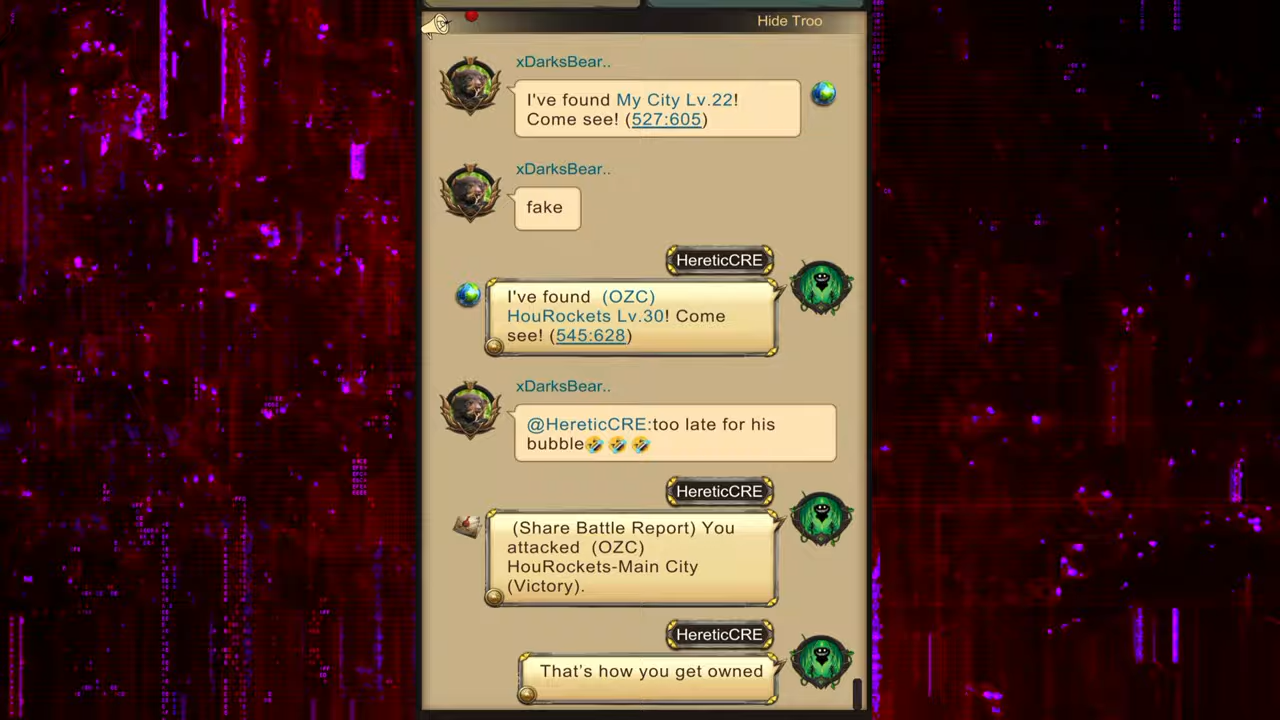 Hide Troo
xDarksBear..
I've found My City Lv.22!
Come see! (527:605)
xDarksBear..
fake
HereticCRE
I've found (OZC)
HouRockets Lv.30! Come
see! (545:628)
xDarksBear..
@HereticCRE:too late for his
bubble🤣 🤣 🤣
HereticCRE
(Share Battle Report) You
attacked (OZC)
HouRockets-Main City
(Victory).
HereticCRE
That's how you get owned